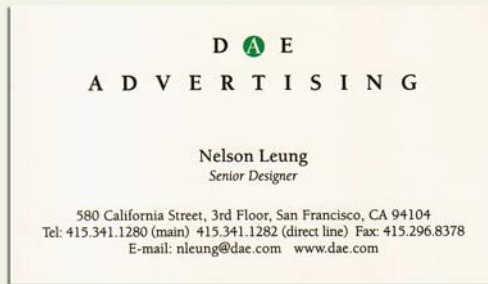 D A E
ADVERTISING
Nelson Leung
Senior Designer
580 California Street, 3rd Floor, San Francisco, CA 94104
Tel: 415.341.1280 (main) 415.341.1282 (direct line) Fax: 415.296.8378
E-mail: nleung@dae.com www.dae.com